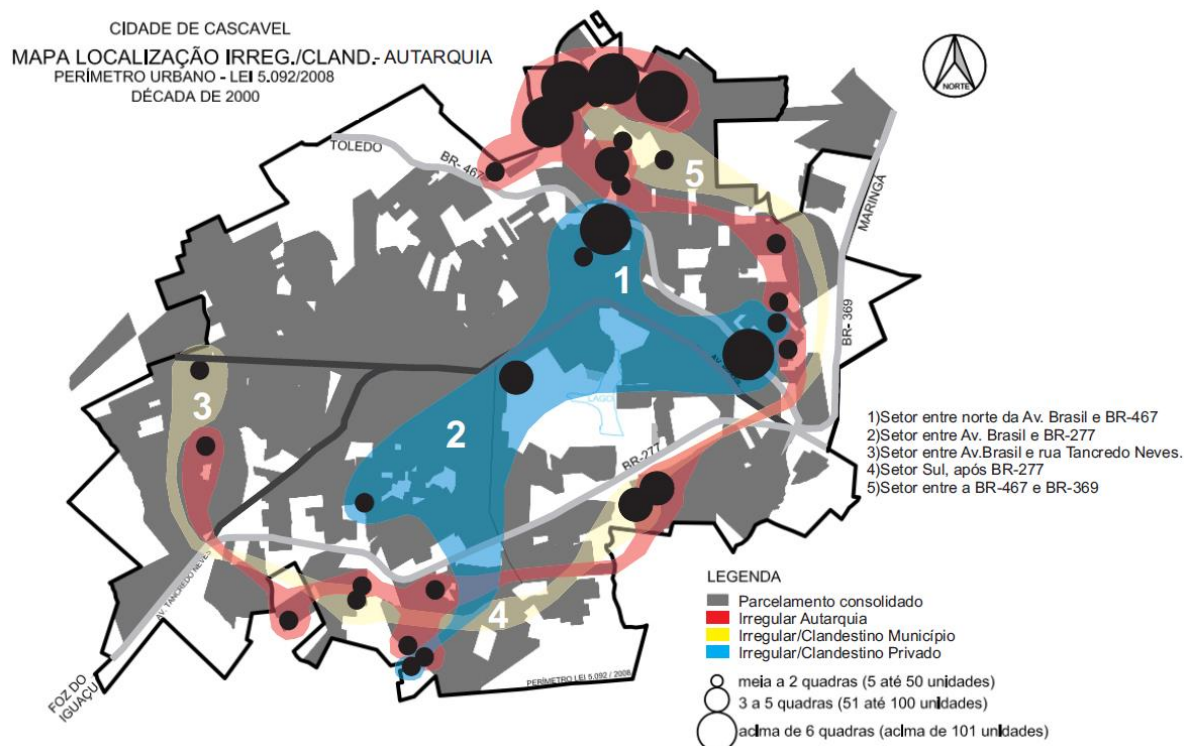 CIDADE DE CASCAVEL
MAPA LOCALIZAÇÃO IRREG./CLAND.- AUTARQUIA
PERÍMETRO URBANO - LEI 5.092/2008
DÉCADA DE 2000
NORTE
TOLEDO
BR-467
5
MARINGÁ
1
BR-369
AV.
3
LAGO
2
BR-277
1)Setor entre norte da Av. Brasil e BR-467
2)Setor entre Av. Brasil e BR-277
3)Setor entre Av.Brasil e rua Tancredo Neves.
4)Setor Sul, após BR-277
5)Setor entre a BR-467 e BR-369
AV. TANCREDO NEVES
4
FOZ DO
IGUAÇU
PERÍMETRO LEI 5.092 / 2008
LEGENDA
Parcelamento consolidado
Irregular Autarquia
Irregular/Clandestino Município
Irregular/Clandestino Privado
meia a 2 quadras (5 até 50 unidades)
3 a 5 quadras (51 até 100 unidades)
acima de 6 quadras (acima de 101 unidades)